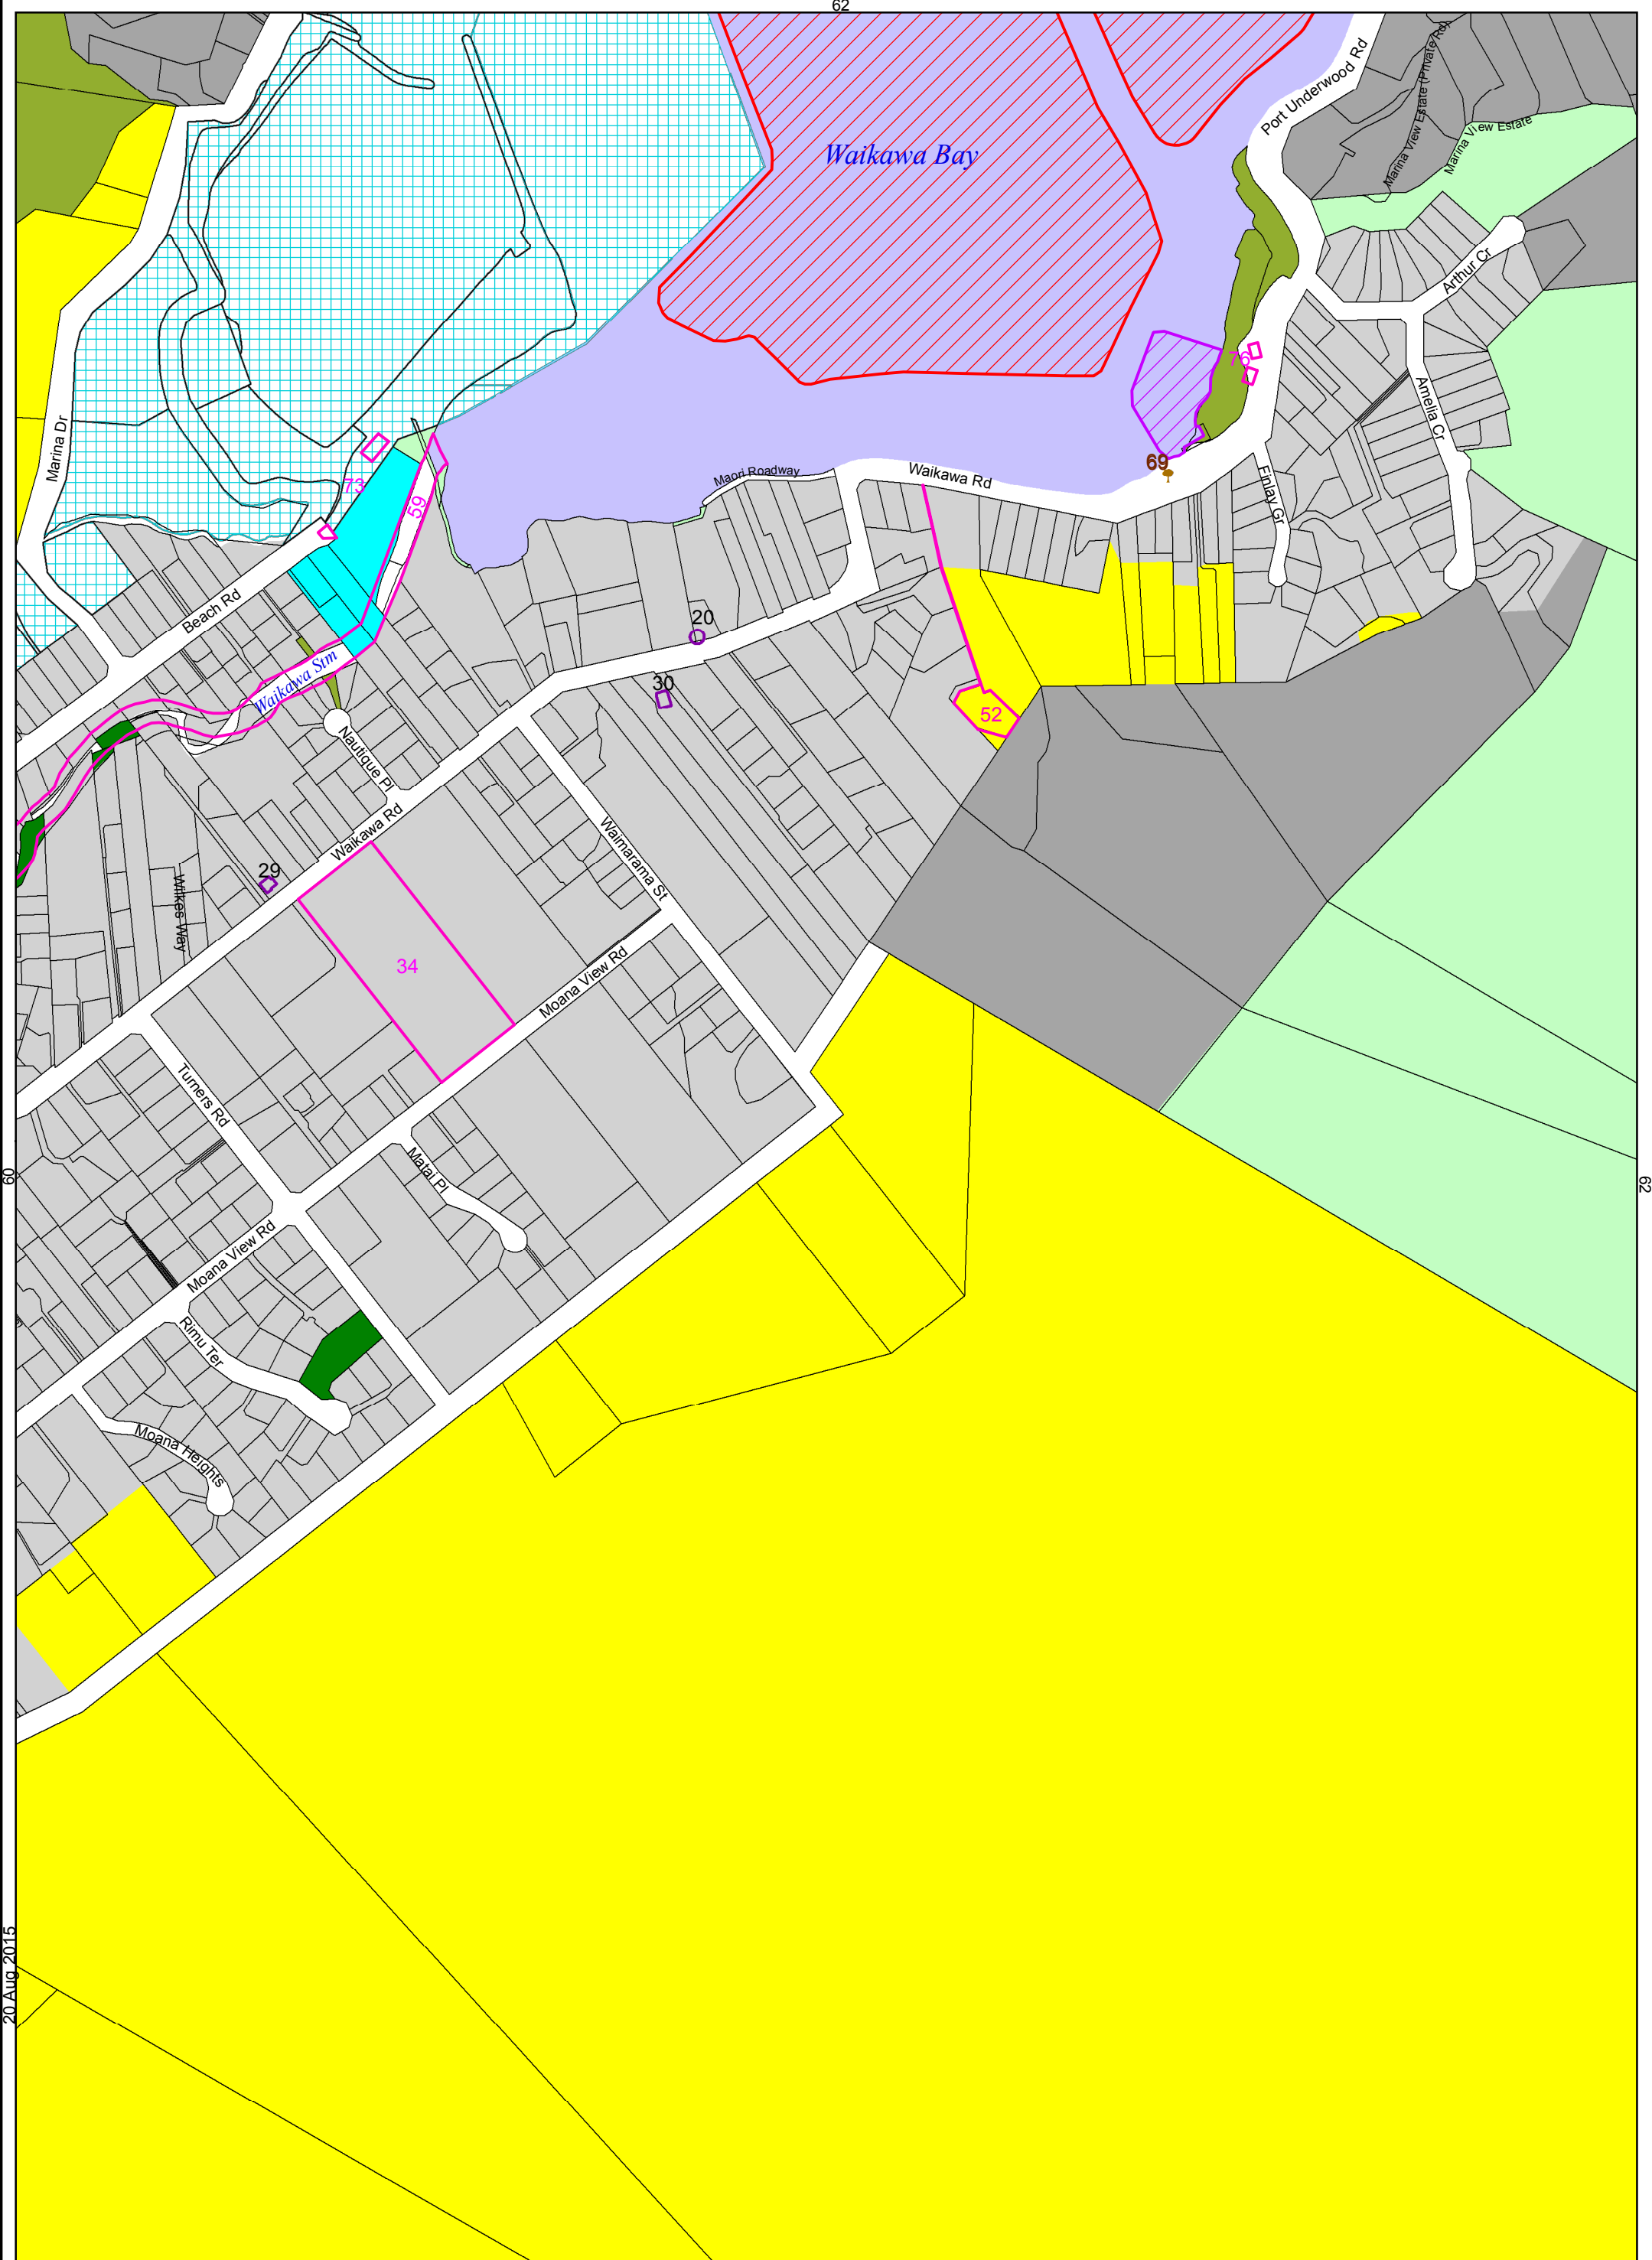 62
Port Underwood Rd
Marina View Estate (Private Rd)
Marina View Estate
Waikawa Bay
Arthur Cr
76
Amelia Cr
Marina Dr
73
59
Maori Roadway
Waikawa Rd
69
Finlay Gr
Beach Rd
20
Waikawa Stm
30
52
Nautique Pl
Waikawa Rd
Waimarama St
29
Wilkes Way
34
Moana View Rd
Turners Rd
Matai Pl
60
62
Moana View Rd
Rimu Ter
Moana Heights
20 Aug 2015